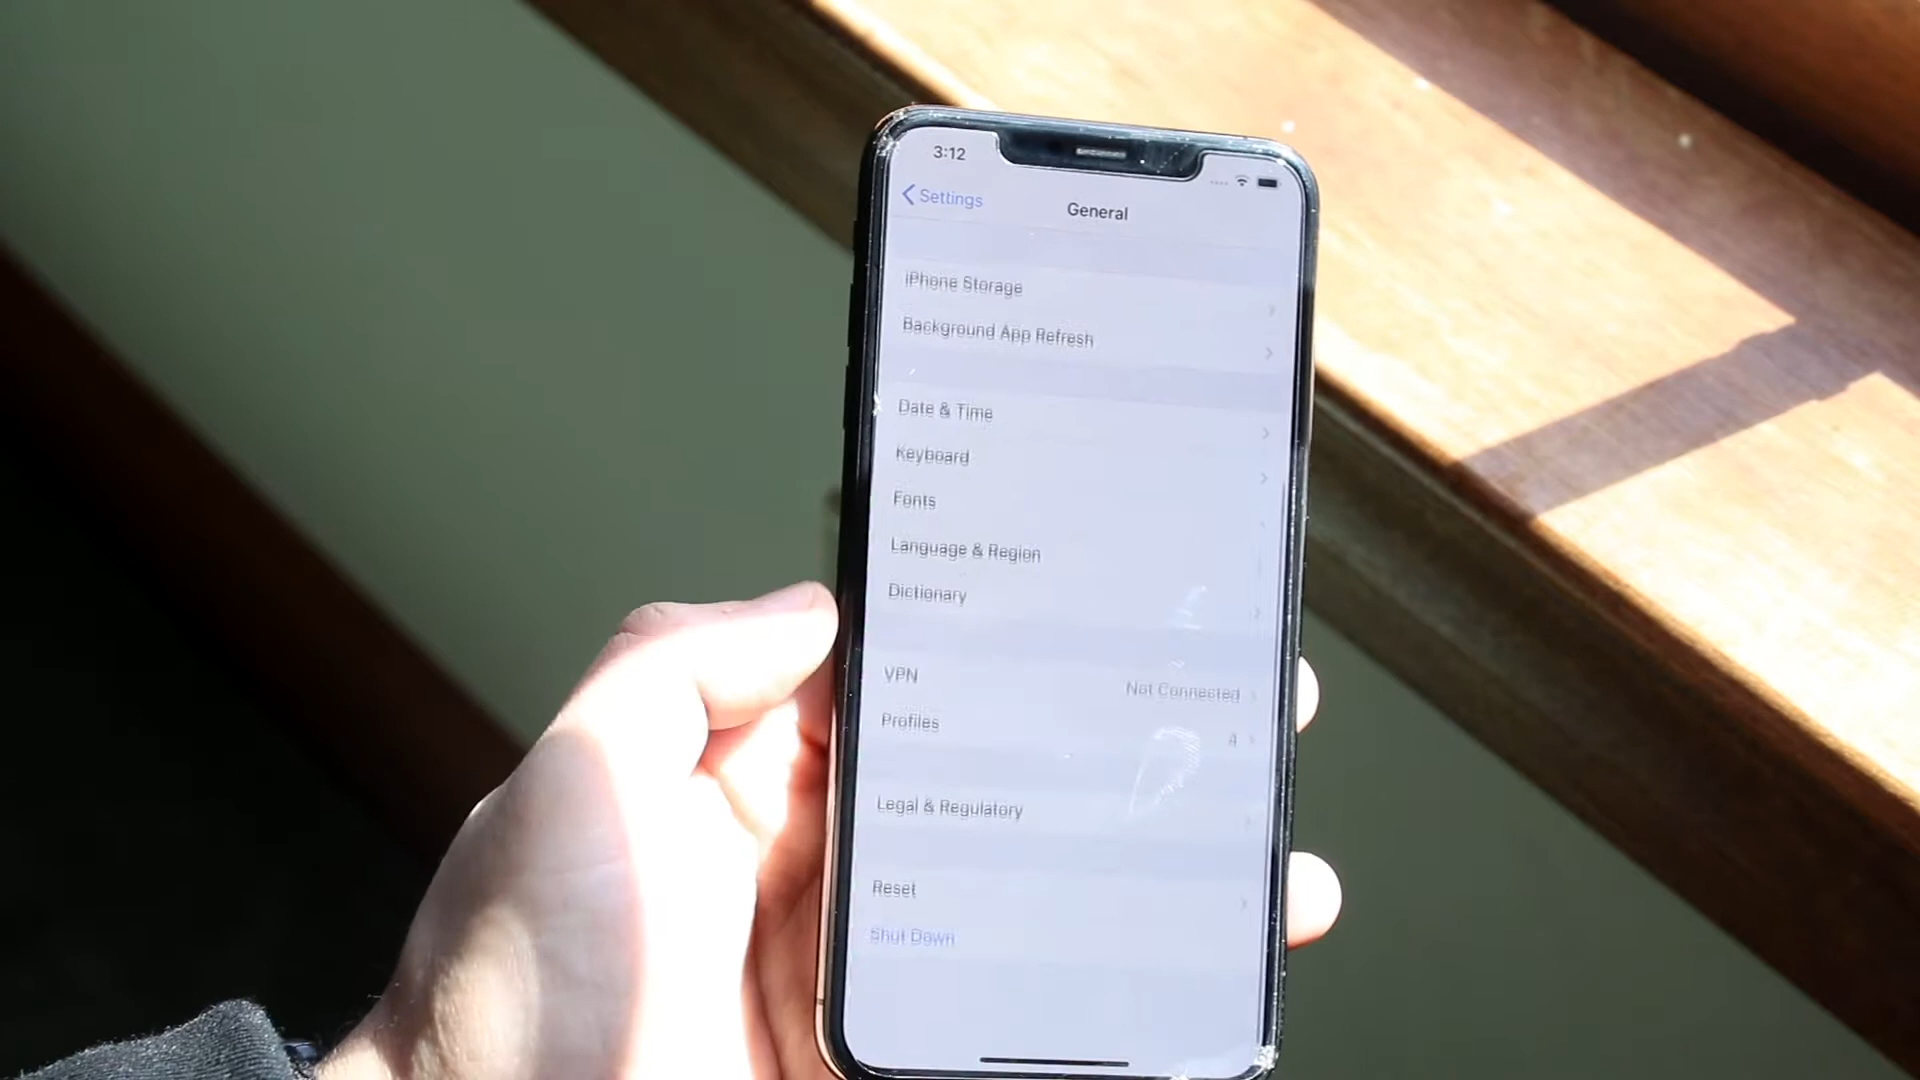 3:12
Settings
General
iPhone Storage
Background App Refresh
Date & Time
Keyboard
Fonts
Language & Region
Dictionary
VPN Not Connected
Profiles 4
Legal & Regulatory
Reset
Shut Down